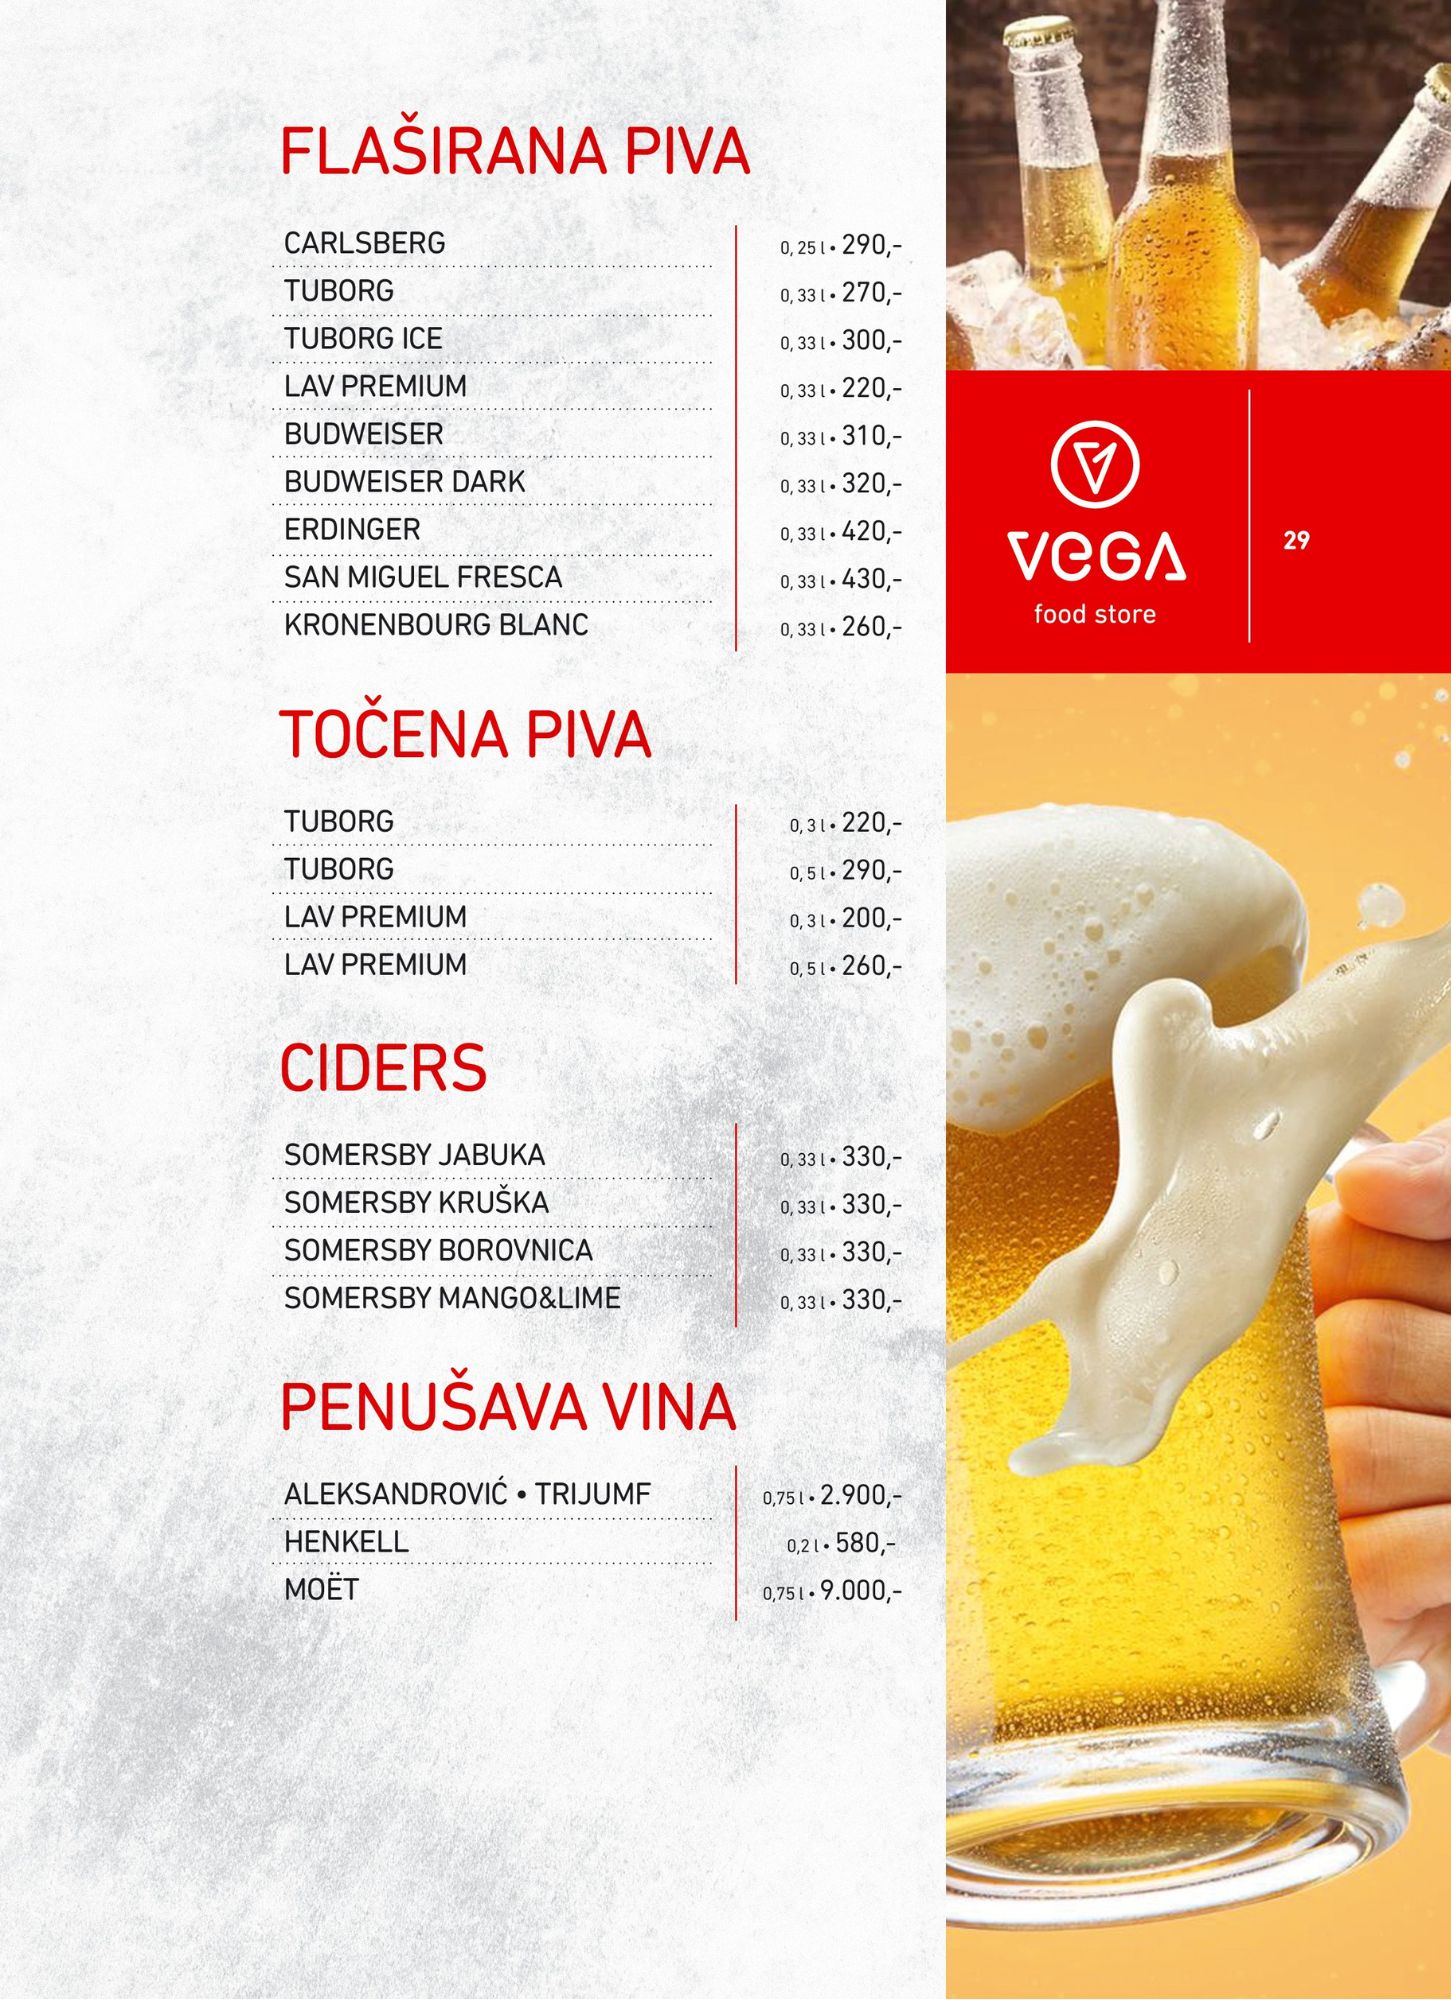 FLAŠIRANA PIVA
CARLSBERG 0, 25 l • 290,-
TUBORG 0, 33 l • 270,-
TUBORG ICE 0, 33 l • 300,-
LAV PREMIUM 0, 33 l • 220,-
BUDWEISER 0, 33 l • 310,-
BUDWEISER DARK 0, 33 l • 320,-
ERDINGER 0, 33 l • 420,-
SAN MIGUEL FRESCA 0, 33 l • 430,-
KRONENBOURG BLANC 0, 33 l • 260,-
TOČENA PIVA
TUBORG 0, 3 l • 220,-
TUBORG 0, 5 l • 290,-
LAV PREMIUM 0, 3 l • 200,-
LAV PREMIUM 0, 5 l • 260,-
CIDERS
SOMERSBY JABUKA 0, 33 l • 330,-
SOMERSBY KRUŠKA 0, 33 l • 330,-
SOMERSBY BOROVNICA 0, 33 l • 330,-
SOMERSBY MANGO&LIME 0, 33 l • 330,-
PENUŠAVA VINA
ALEKSANDROVIĆ • TRIJUMF 0,75 l • 2.900,-
HENKELL 0,2 l • 580,-
MOËT 0,75 l • 9.000,-
VEGA
food store
29